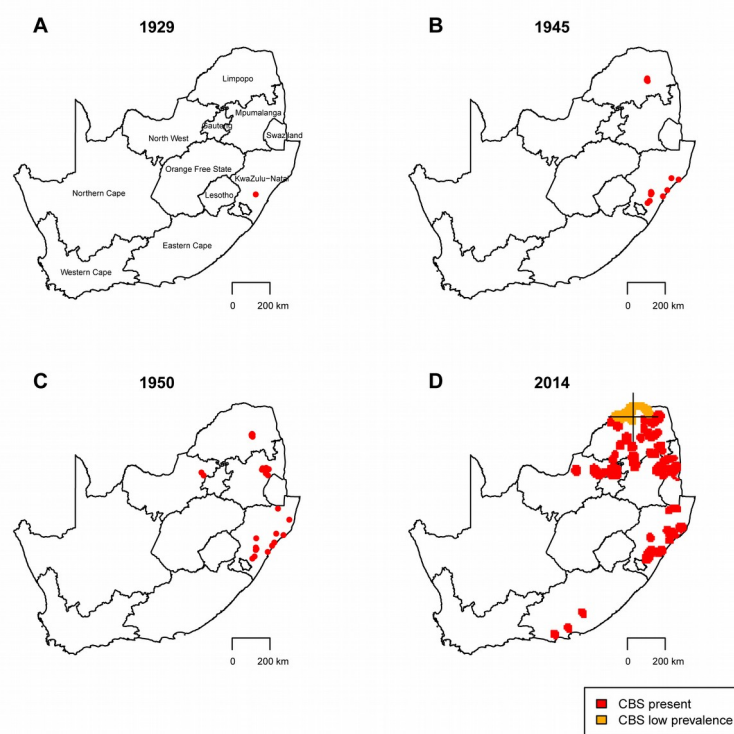 A 1929
Limpopo
Mpumalanga
Gauteng
North West
Swaziland
Orange Free State
KwaZulu−Natal
Northern Cape
Lesotho
Eastern Cape
Western Cape
0 200 km
B 1945
0 200 km
C 1950
0 200 km
D 2014
0 200 km
CBS present
CBS low prevalence